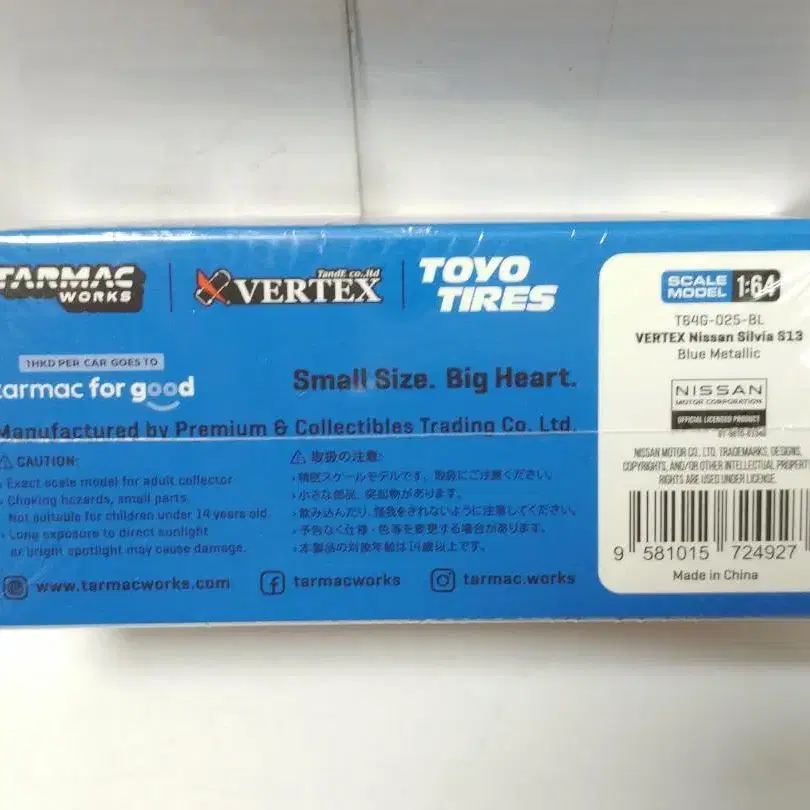 TARMAC
WORKS
TandE co.,ltd
VERTEX
TOYO
TIRES
1HKD PER CAR GOES TO
tarmac for good
Small Size. Big Heart.
Manufactured by Premium & Collectibles Trading Co. Ltd.
CAUTION:
› Exact scale model for adult collector
› Choking hazards, small parts.
Not suitable for children under 14 years old.
› Long exposure to direct sunlight
or bright spotlight may cause damage.
取扱の注意:
・精密スケールモデルです。取扱にご注意ください。
・小さな部品、突起物があります。
・飲み込んだり、怪我をされないように注意してください。
・予告なく仕様・色等を変更する場合があります。
・本製品の対象年齢は14歳以上です。
www.tarmacworks.com
tarmacworks
tarmac.works
SCALE
MODEL
1:64
T64G-025-BL
VERTEX Nissan Silvia S13
Blue Metallic
NISSAN
MOTOR CORPORATION
OFFICIAL LICENSED PRODUCT
NISSAN MOTOR CO., LTD. TRADEMARKS, DESIGNS,
COPYRIGHTS, AND/OR OTHER INTELLECTUAL PROPERTY
RIGHTS ARE USED UNDER LICENSE.
9 581015 724927
Made in China